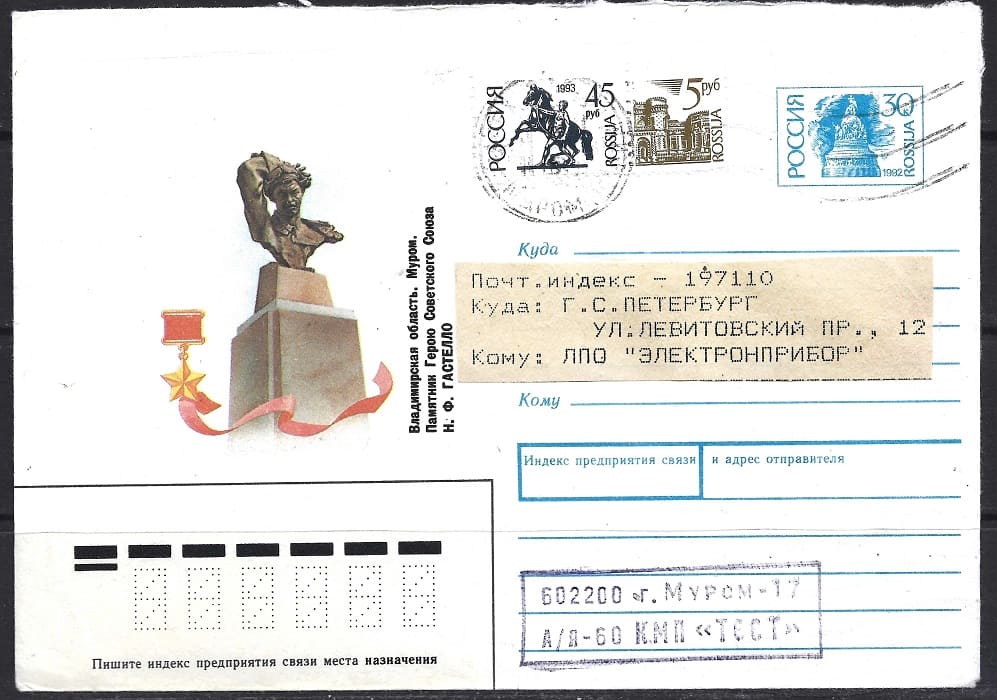 РОССИЯ
1993
45
руб
ROSSIJA
5 руб
ROSSIJA
РОССИЯ
30
1992
ROSSIJA
Владимирская область. Муром.
Памятник Герою Советского Союза
Н. Ф. ГАСТЕЛЛО
Куда
Почт.индекс - 197110
Куда: Г.С.ПЕТЕРБУРГ
УЛ:ЛЕВИТОВСКИЙ ПР., 12
Кому: ЛПО "ЭЛЕКТРОНПРИБОР"
Кому
Индекс предприятия связи и адрес отправителя
602200 г. Муром-17
А/Я-60 КМП «ТЕСТ»
Пишите индекс предприятия связи места назначения